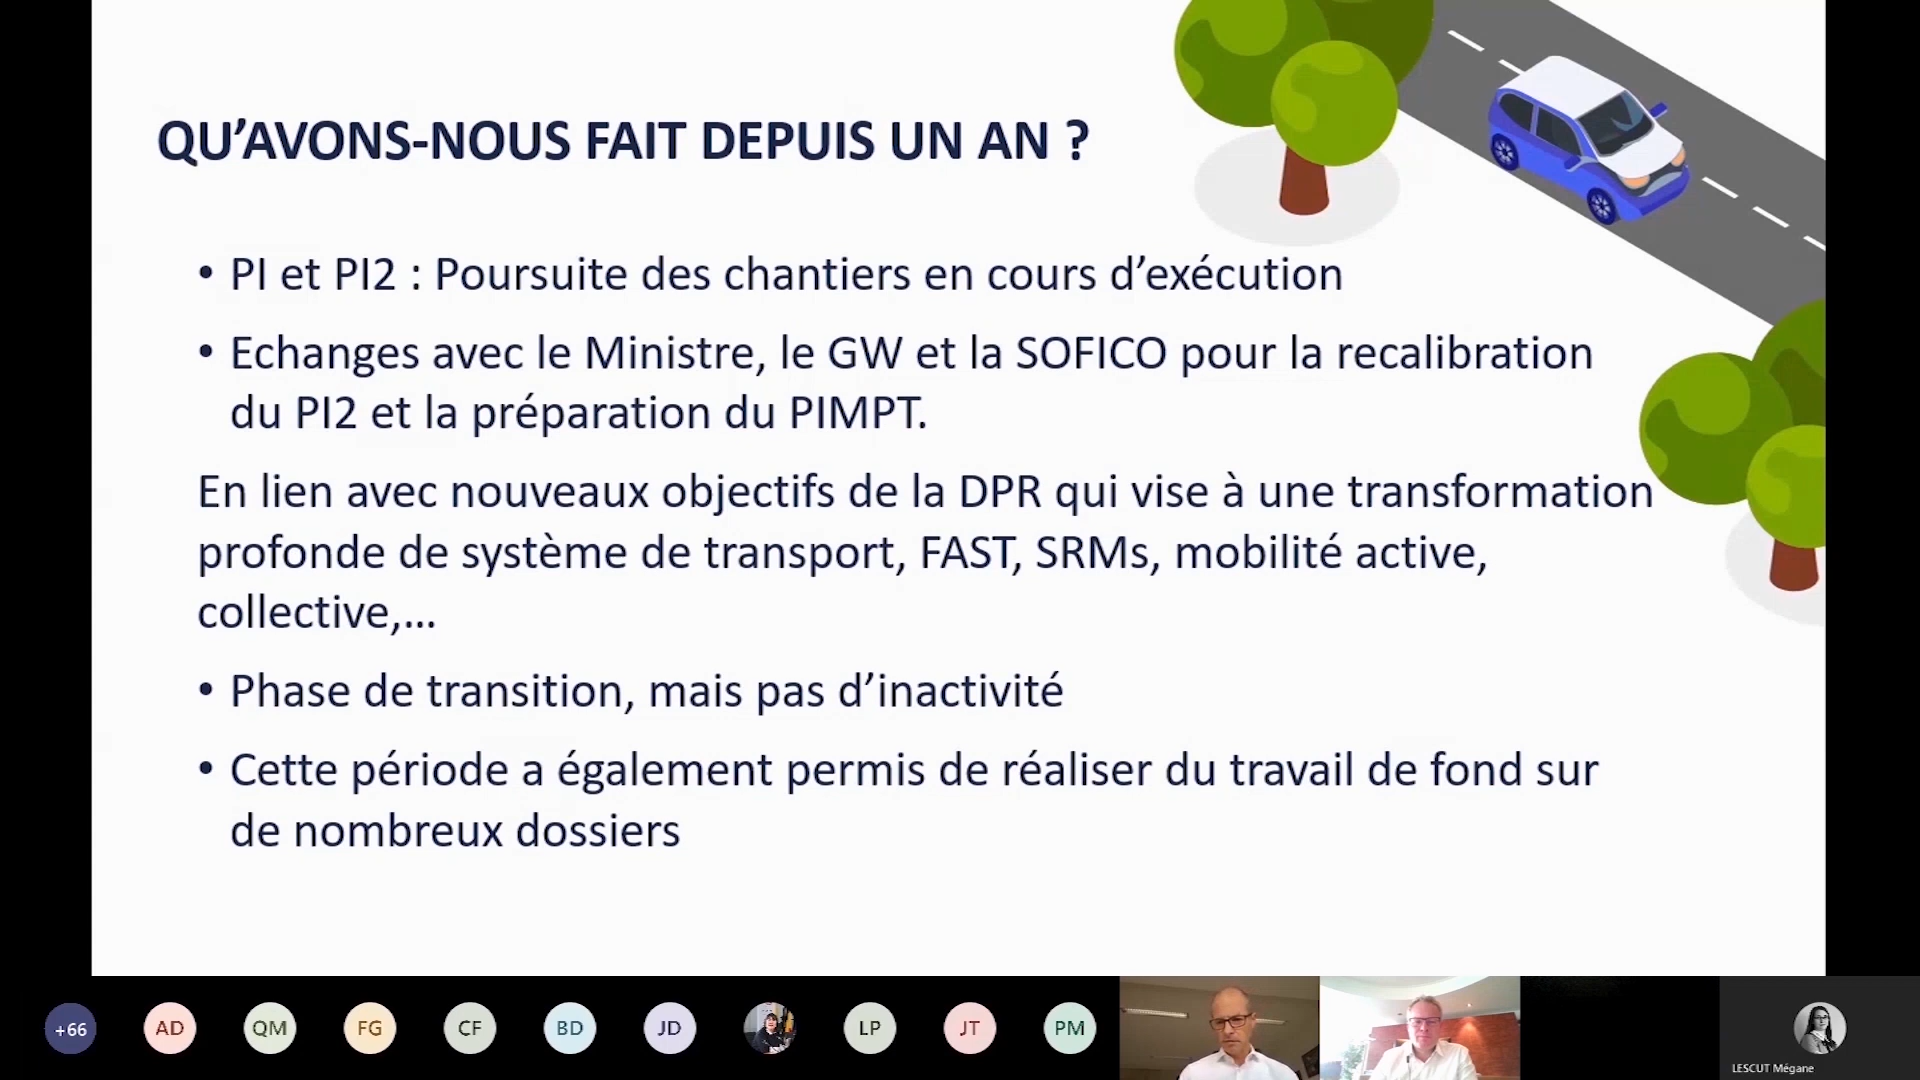 QU’AVONS-NOUS FAIT DEPUIS UN AN ?
• PI et PI2 : Poursuite des chantiers en cours d’exécution
• Echanges avec le Ministre, le GW et la SOFICO pour la recalibration
du PI2 et la préparation du PIMPT.
En lien avec nouveaux objectifs de la DPR qui vise à une transformation
profonde de système de transport, FAST, SRMs, mobilité active,
collective,…
• Phase de transition, mais pas d’inactivité
• Cette période a également permis de réaliser du travail de fond sur
de nombreux dossiers
+66 AD QM FG CF BD JD LP JT PM
LESCUT Mégane